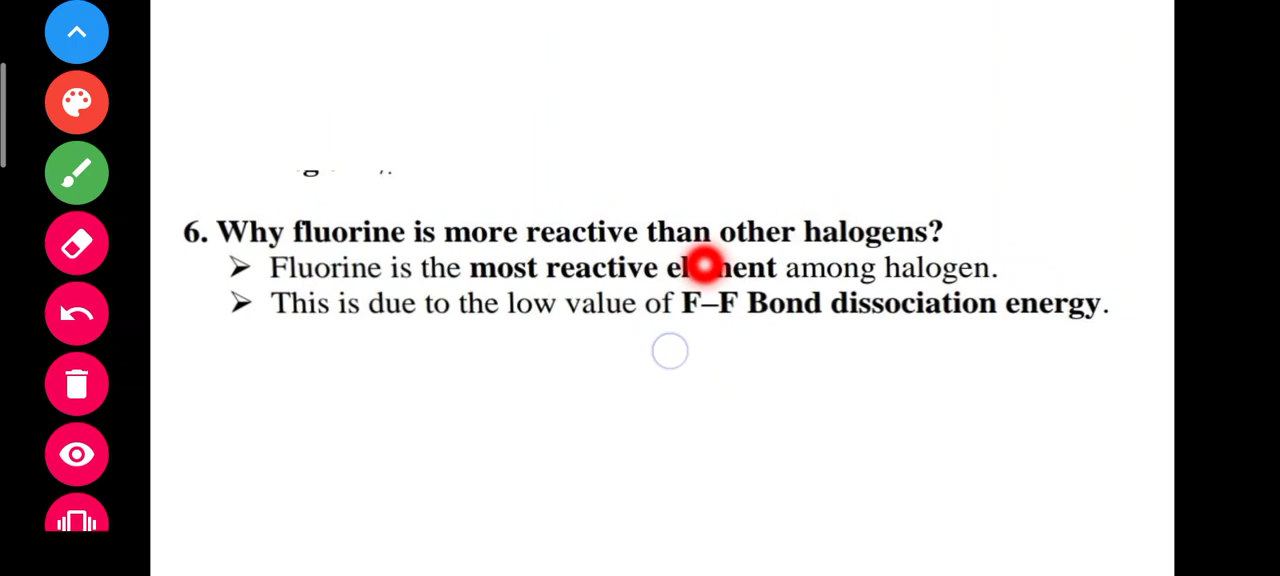 6. Why fluorine is more reactive than other halogens?
➢ Fluorine is the most reactive element among halogen.
➢ This is due to the low value of F–F Bond dissociation energy.